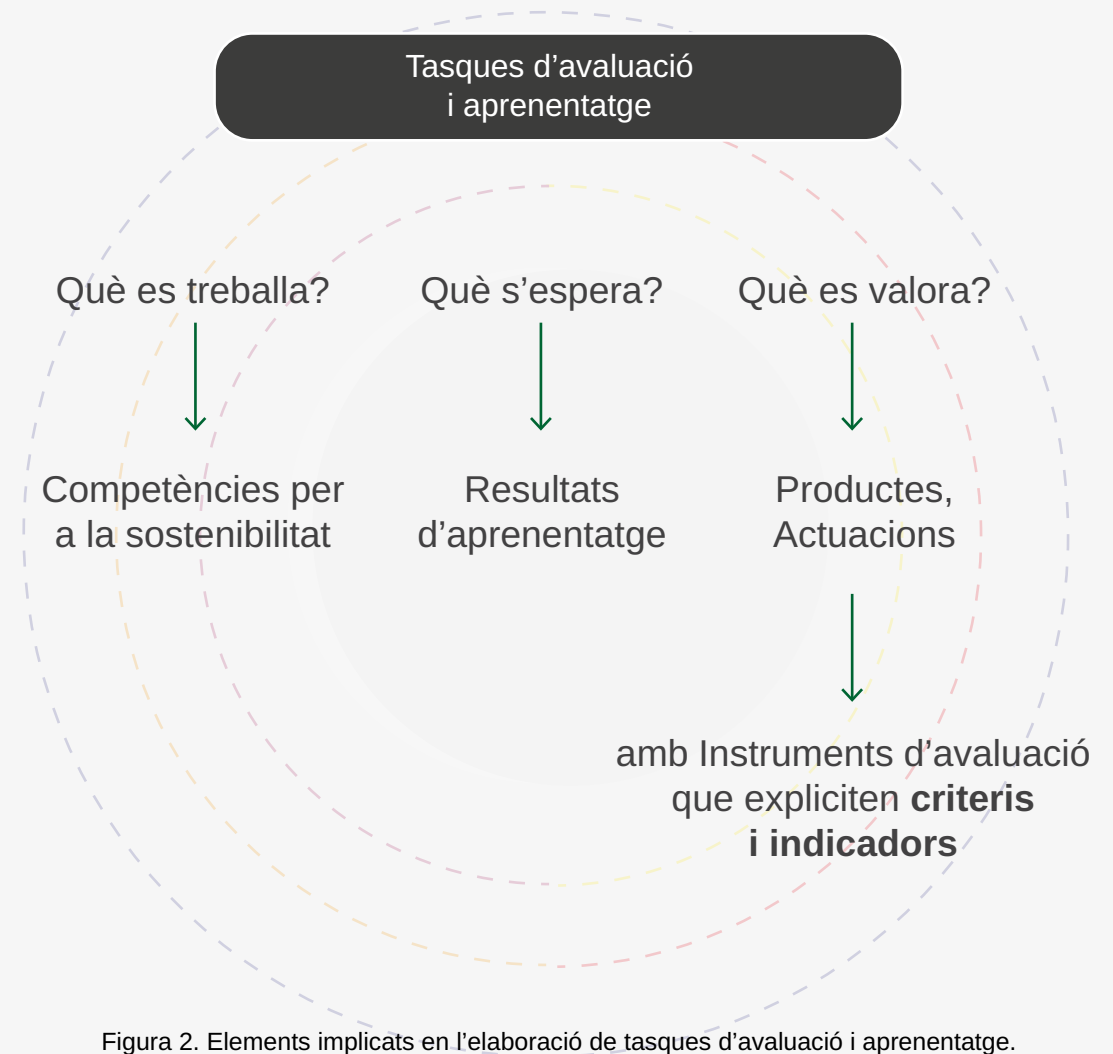 Tasques d’avaluació
i aprenentatge
Què es treballa?
Què s’espera?
Què es valora?
Competències per
a la sostenibilitat
Resultats
d’aprenentatge
Productes,
Actuacions
amb Instruments d’avaluació
que expliciten criteris
i indicadors
Figura 2. Elements implicats en l’elaboració de tasques d’avaluació i aprenentatge.